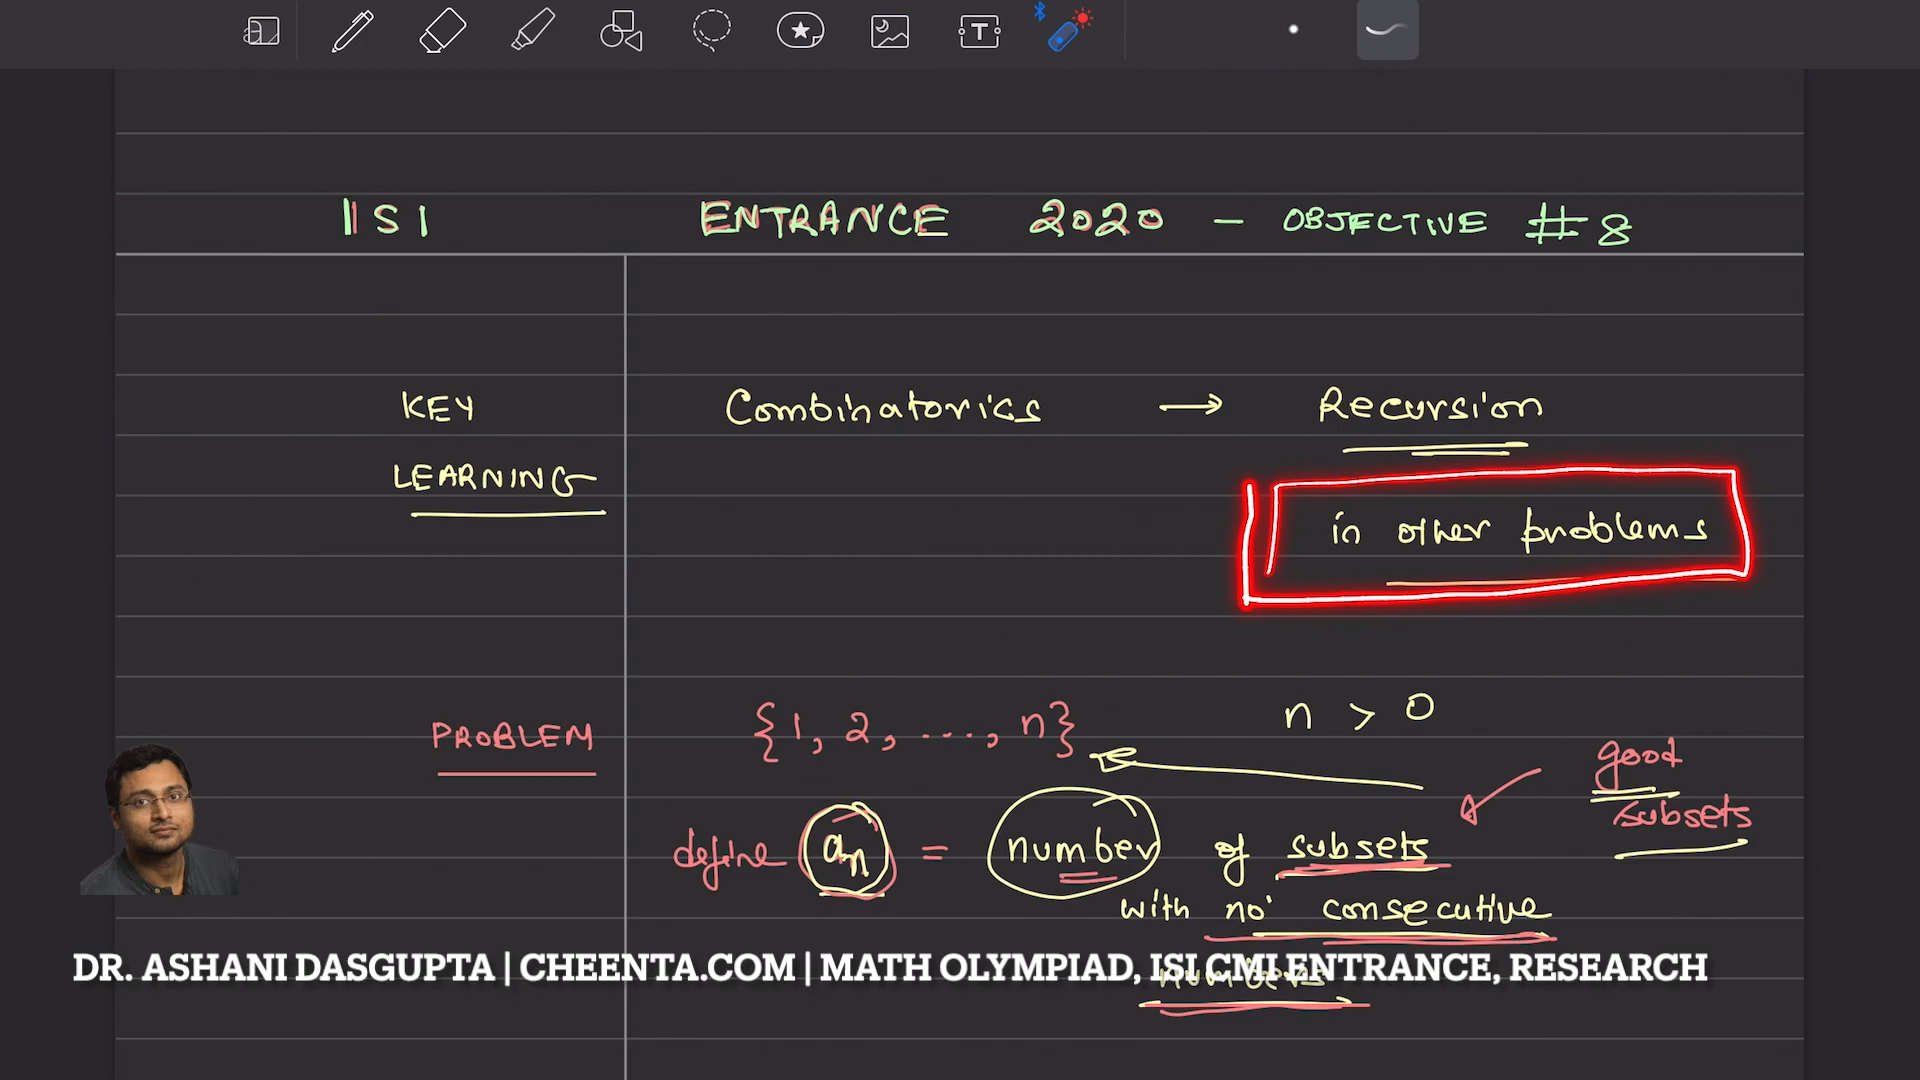 ISI ENTRANCE 2020 - OBJECTIVE #8
KEY LEARNING
Combinatorics → Recursion
in other problems
PROBLEM
{1, 2, ..., n} n > 0
good subsets
define an = number of subsets
with no consecutive
numbers
DR. ASHANI DASGUPTA | CHEENTA.COM | MATH OLYMPIAD, ISI CMI ENTRANCE, RESEARCH